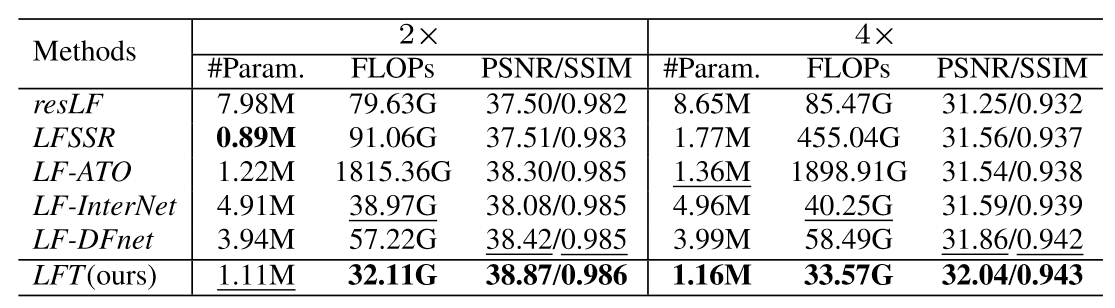 Methods 2× 4×
#Param. FLOPs PSNR/SSIM #Param. FLOPs PSNR/SSIM
resLF 7.98M 79.63G 37.50/0.982 8.65M 85.47G 31.25/0.932
LFSSR 0.89M 91.06G 37.51/0.983 1.77M 455.04G 31.56/0.937
LF-ATO 1.22M 1815.36G 38.30/0.985 1.36M 1898.91G 31.54/0.938
LF-InterNet 4.91M 38.97G 38.08/0.985 4.96M 40.25G 31.59/0.939
LF-DFnet 3.94M 57.22G 38.42/0.985 3.99M 58.49G 31.86/0.942
LFT(ours) 1.11M 32.11G 38.87/0.986 1.16M 33.57G 32.04/0.943